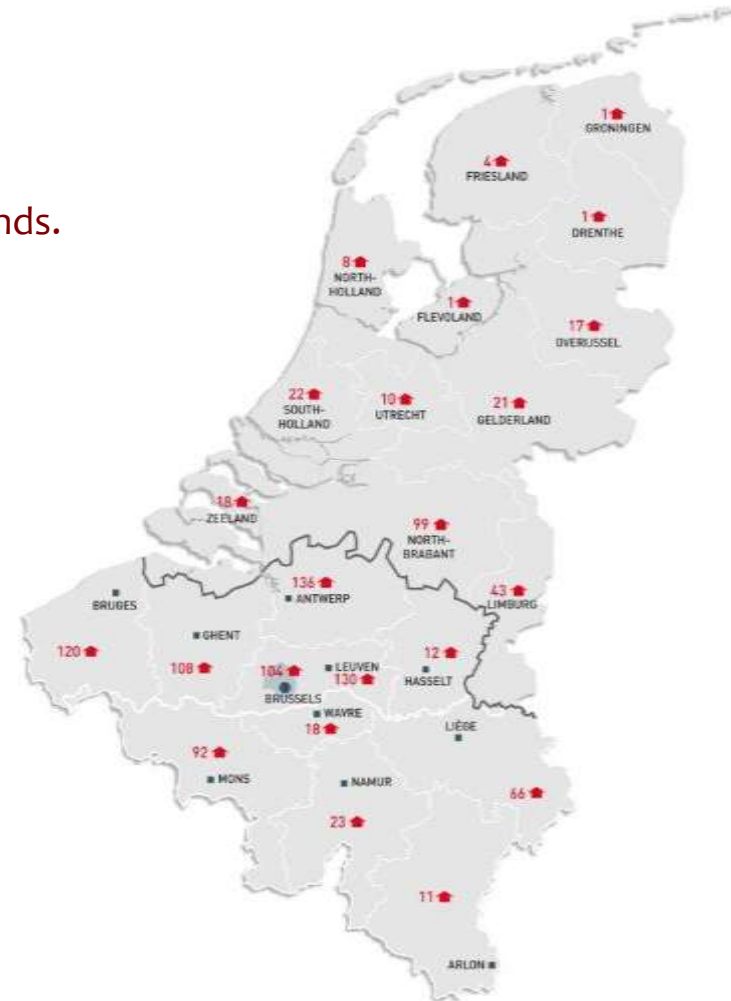 1
GRONINGEN
4
FRIESLAND
nds.
1
DRENTHE
8
NORTH-
HOLLAND
1
FLEVOLAND
17
OVERIJSSEL
22
SOUTH-
HOLLAND
10
UTRECHT
21
GELDERLAND
18
ZEELAND
99
NORTH-
BRABANT
136
ANTWERP
43
LIMBURG
BRUGES
GHENT
120
108
104
BRUSSELS
LEUVEN
130
12
HASSELT
WAVRE
18
LIÈGE
92
MONS
NAMUR
66
23
11
ARLON